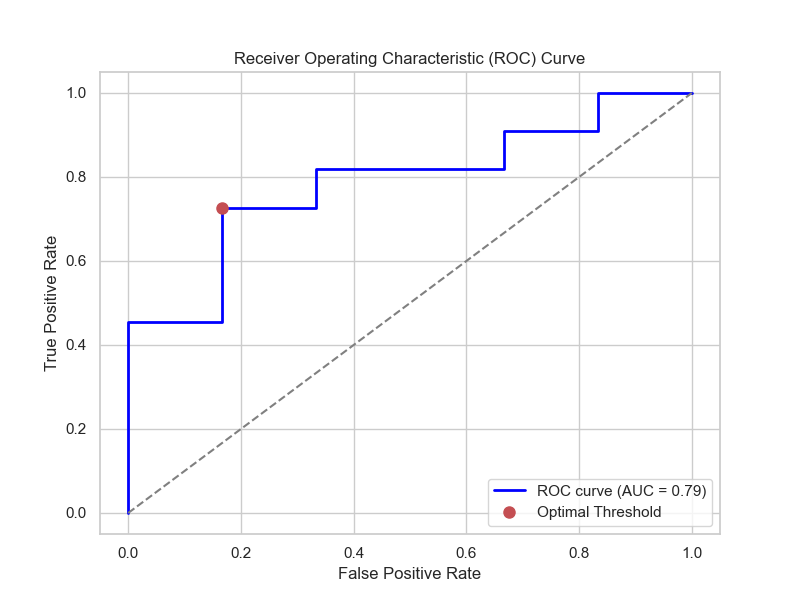 Receiver Operating Characteristic (ROC) Curve
True Positive Rate
1.0
0.8
0.6
0.4
0.2
0.0
ROC curve (AUC = 0.79)
Optimal Threshold
0.0 0.2 0.4 0.6 0.8 1.0
False Positive Rate